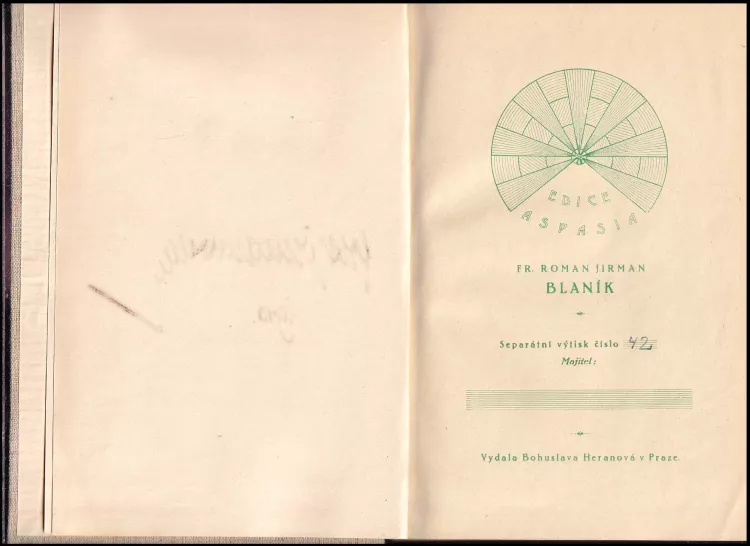 EDICE
ASPASIA
FR. ROMAN JIRMAN
BLANÍK
Separátní výtisk číslo 42
Majitel:
Vydala Bohuslava Heranová v Praze.